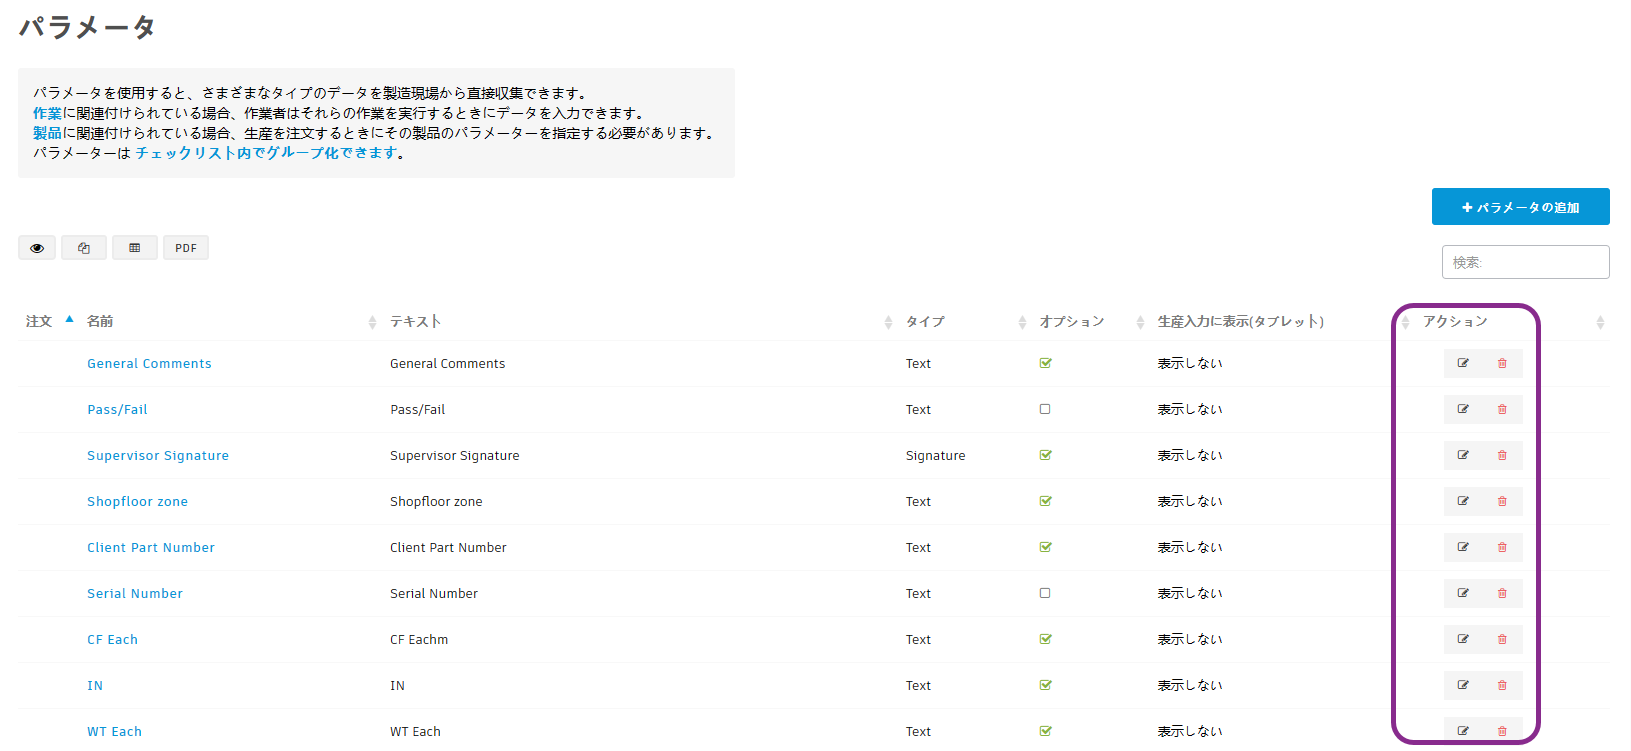 パラメータ
パラメータを使用すると、さまざまなタイプのデータを製造現場から直接収集できます。
作業に関連付けられている場合、作業者はそれらの作業を実行するときにデータを入力できます。
製品に関連付けられている場合、生産を注文するときにその製品のパラメーターを指定する必要があります。
パラメーターは チェックリスト内でグループ化できます。
パラメータの追加
PDF
検索:
注文 名前 テキスト タイプ オプション 生産入力に表示(タブレット) アクション
General Comments General Comments Text 表示しない
Pass/Fail Pass/Fail Text 表示しない
Supervisor Signature Supervisor Signature Signature 表示しない
Shopfloor zone Shopfloor zone Text 表示しない
Client Part Number Client Part Number Text 表示しない
Serial Number Serial Number Text 表示しない
CF Each CF Eachm Text 表示しない
IN IN Text 表示しない
WT Each WT Each Text 表示しない